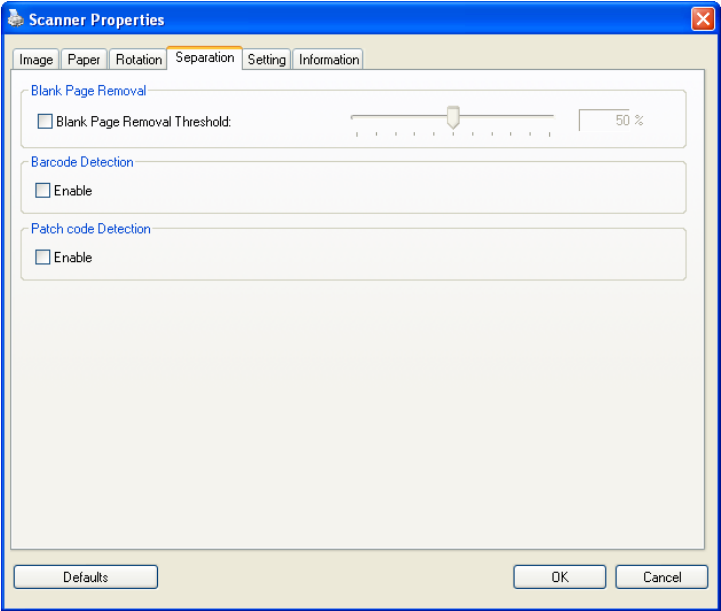 Scanner Properties
Image Paper Rotation Separation Setting Information
Blank Page Removal
Blank Page Removal Threshold: 50 %
Barcode Detection
Enable
Patch code Detection
Enable
Defaults OK Cancel